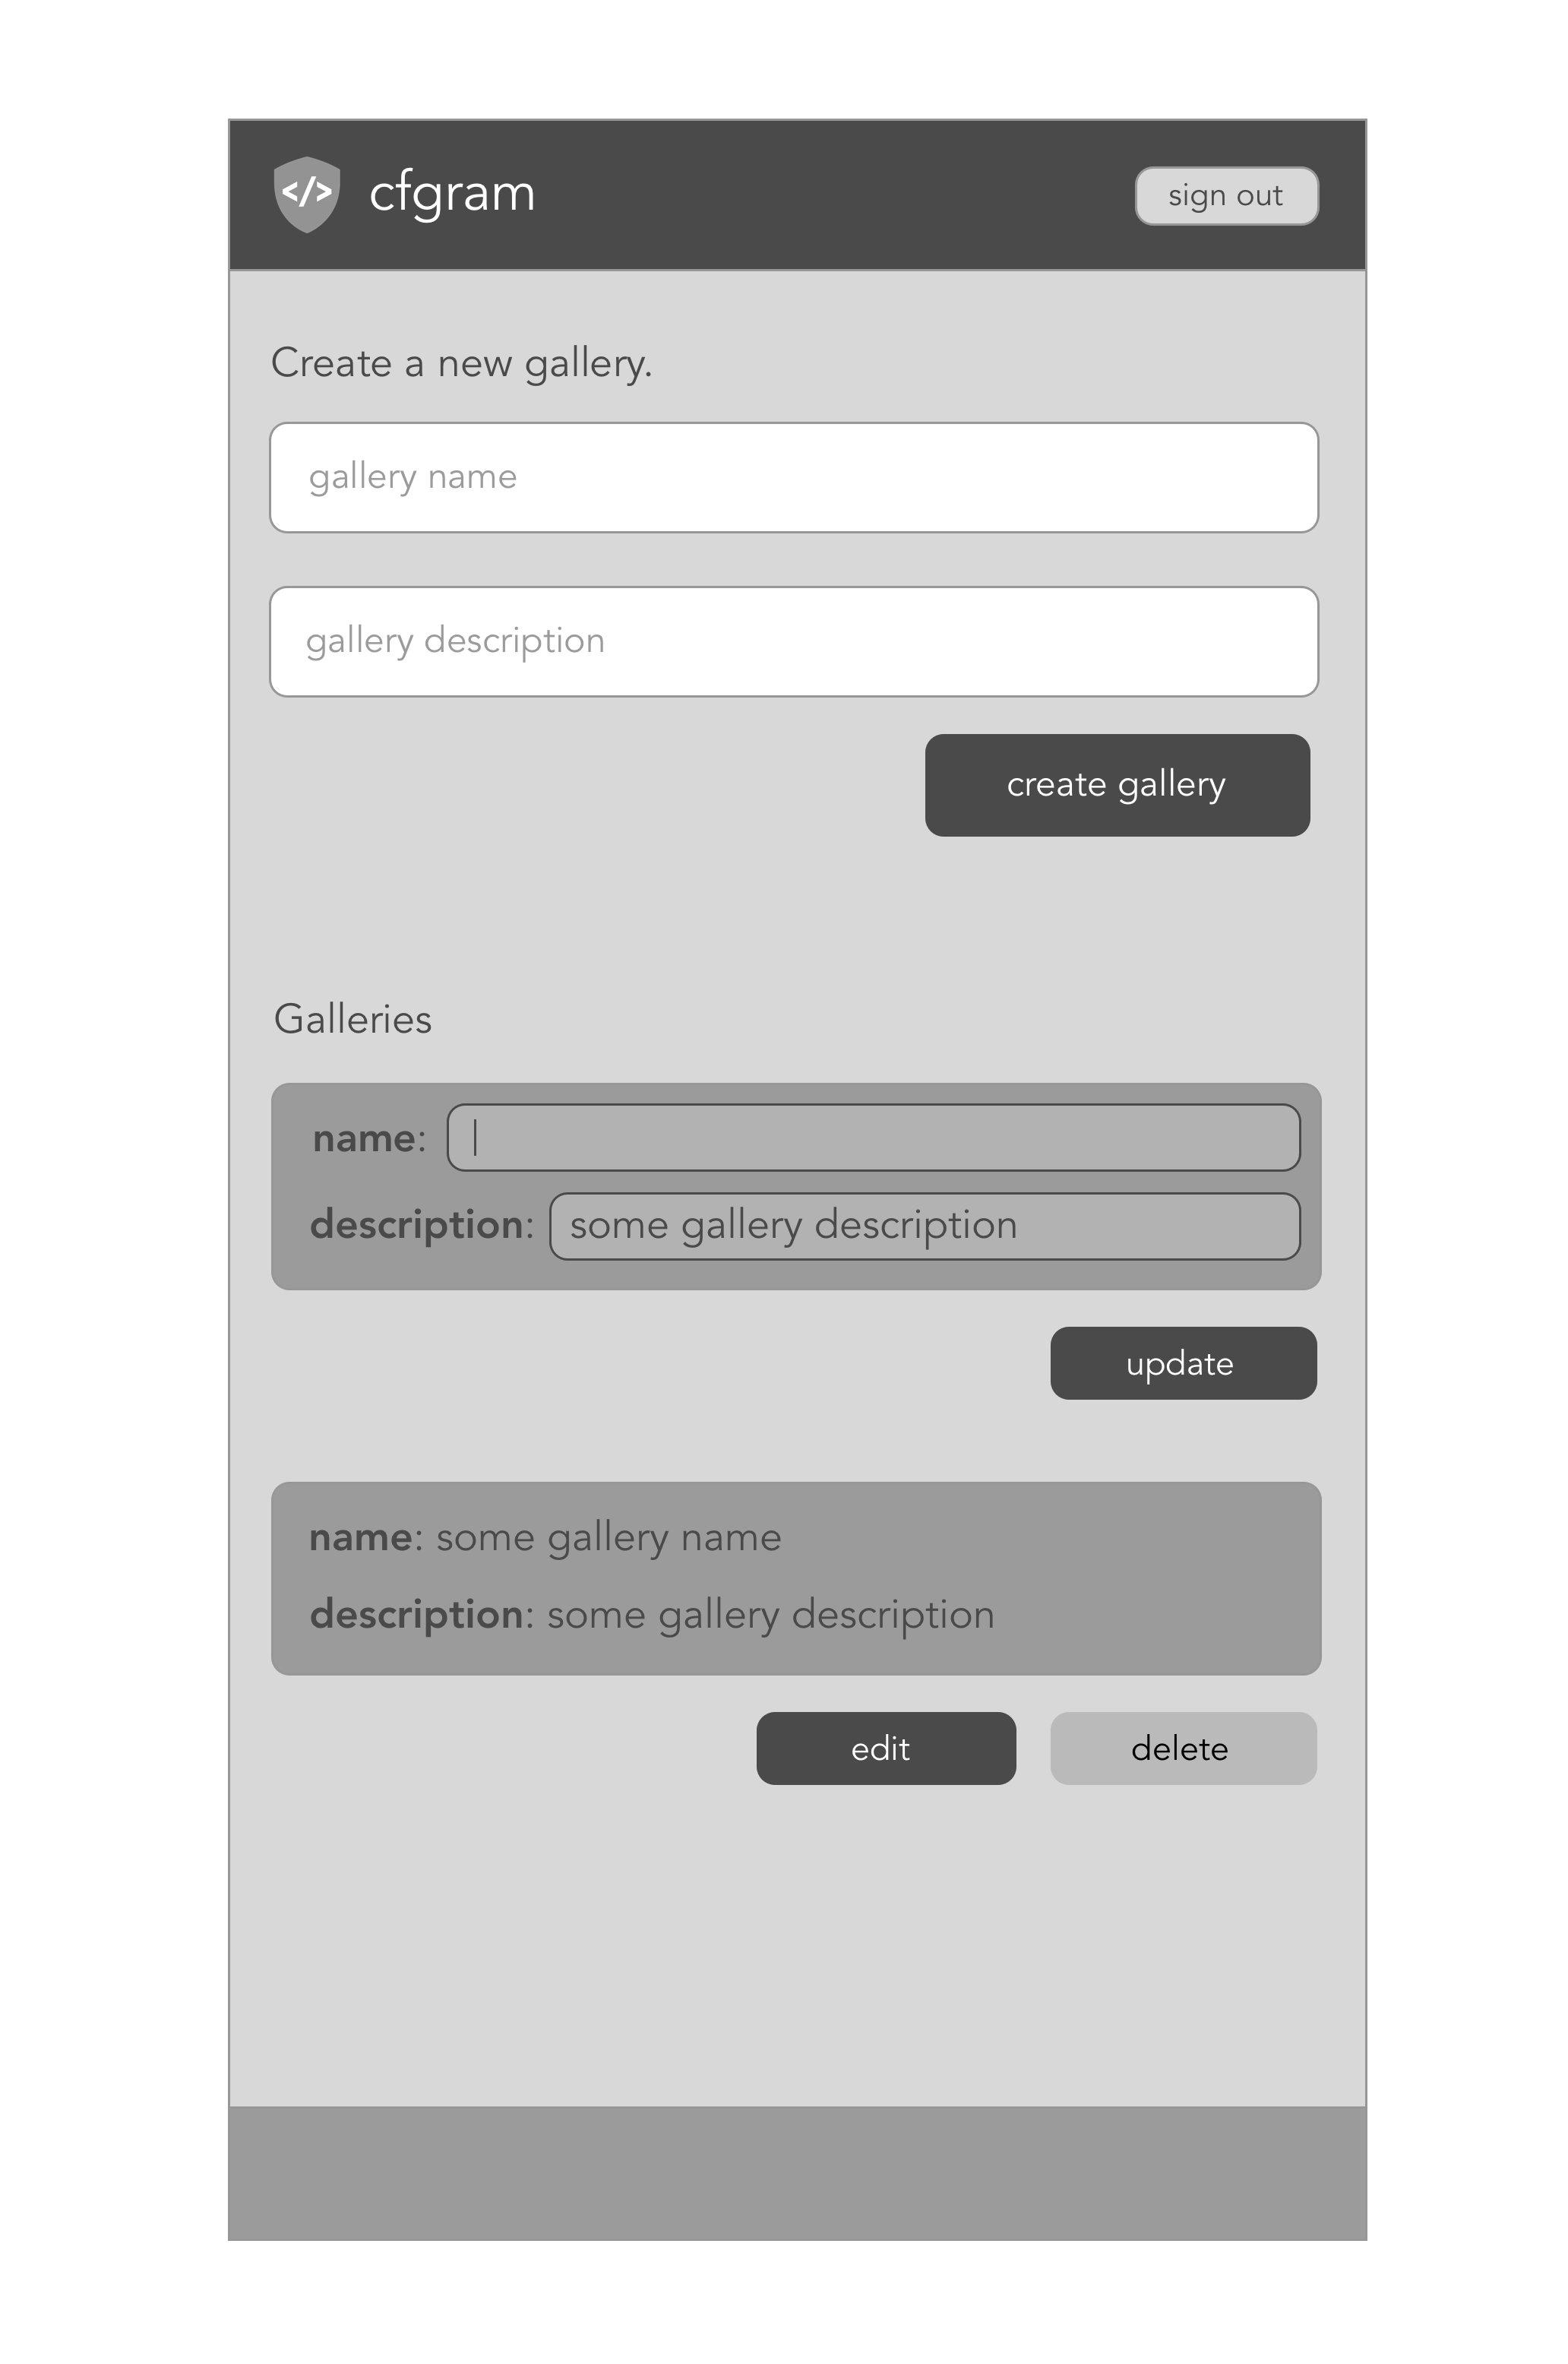 </> cfgram sign out
Create a new gallery.
gallery name
gallery description
create gallery
Galleries
name:
description: some gallery description
update
name: some gallery name
description: some gallery description
edit delete